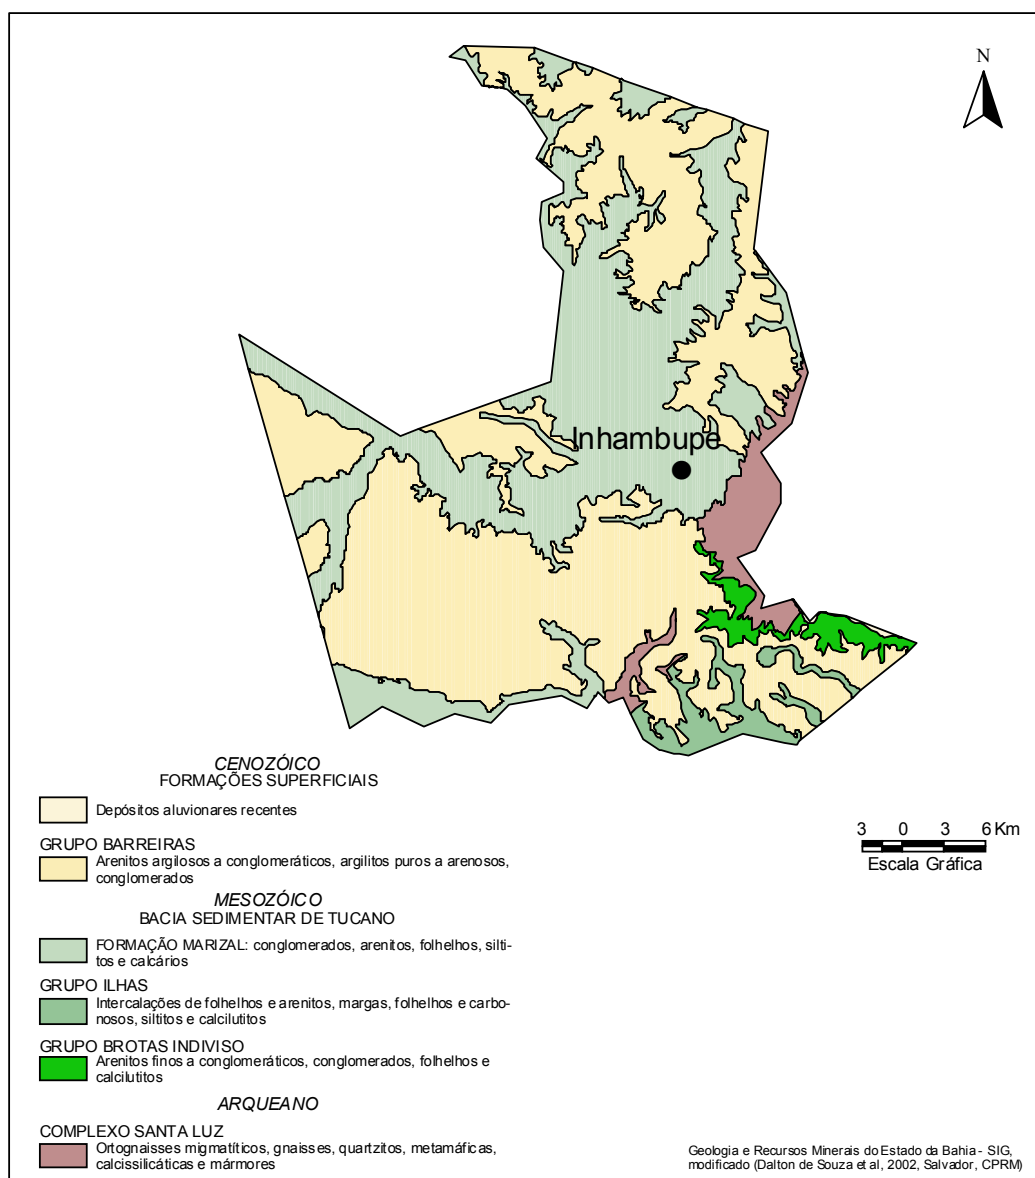 N
Inhambupe
CENOZÓICO
FORMAÇÕES SUPERFICIAIS
Depósitos aluvionares recentes
GRUPO BARREIRAS
Arenitos argilosos a conglomeráticos, argilitos puros a arenosos,
conglomerados
3 0 3 6 Km
Escala Gráfica
MESOZÓICO
BACIA SEDIMENTAR DE TUCANO
FORMAÇÃO MARIZAL: conglomerados, arenitos, folhelhos, silti-
tos e calcários
GRUPO ILHAS
Intercalações de folhelhos e arenitos, margas, folhelhos e carbo-
nosos, siltitos e calcilutitos
GRUPO BROTAS INDIVISO
Arenitos finos a conglomeráticos, conglomerados, folhelhos e
calcilutitos
ARQUEANO
COMPLEXO SANTA LUZ
Ortognaisses migmatíticos, gnaisses, quartzitos, metamáficas,
calcissilicáticas e mármores
Geologia e Recursos Minerais do Estado da Bahia - SIG,
modificado (Dalton de Souza et al, 2002, Salvador, CPRM)